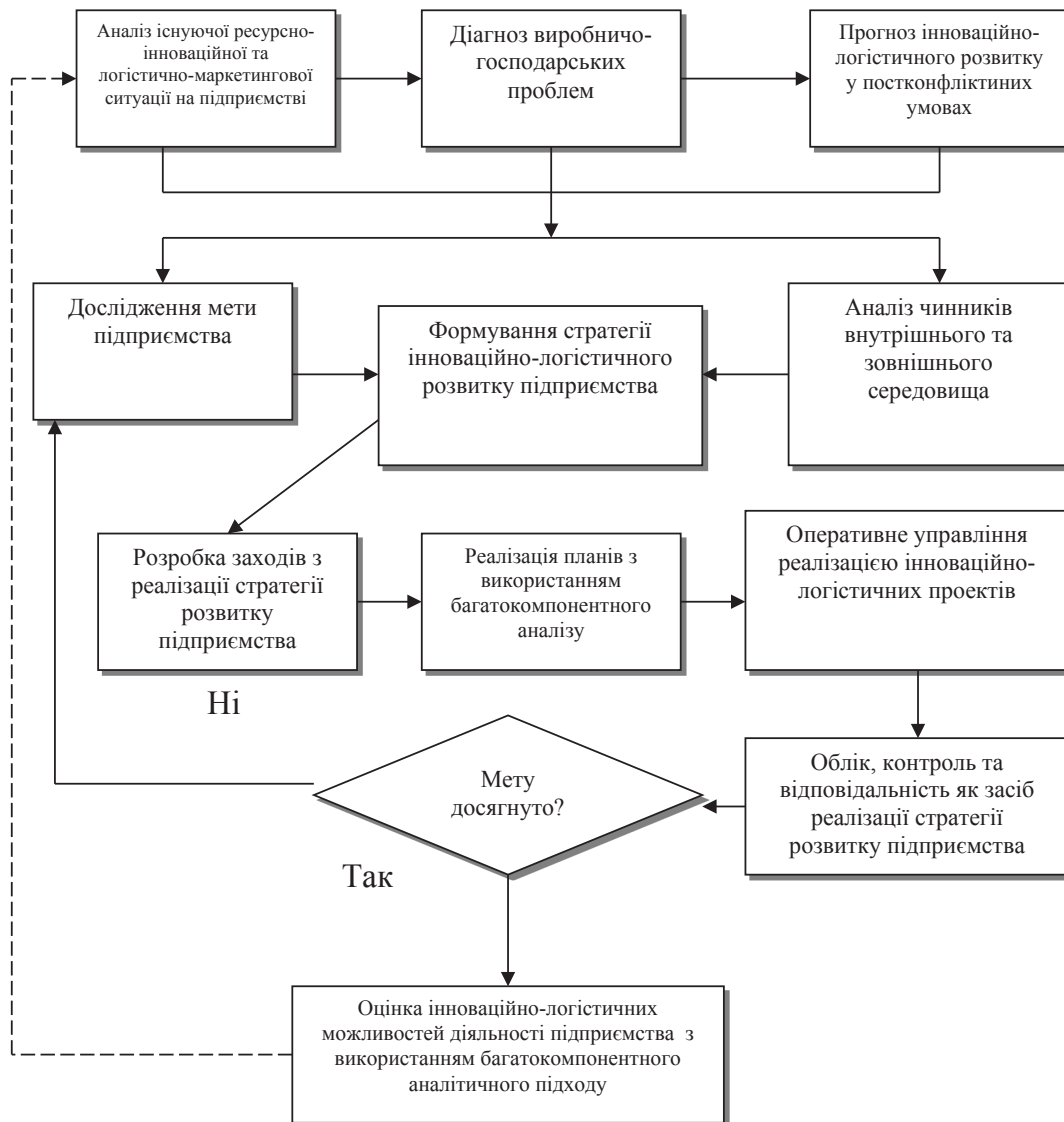 Аналіз існуючої ресурсно-
інноваційної та
логістично-маркетингової
ситуації на підприємстві
Діагноз виробничо-
господарських
проблем
Прогноз інноваційно-
логістичного розвитку
у постконфліктиних
умовах
Дослідження мети
підприємства
Формування стратегії
інноваційно-логістичного
розвитку підприємства
Аналіз чинників
внутрішнього та
зовнішнього
середовища
Розробка заходів з
реалізації стратегії
розвитку
підприємства
Реалізація планів з
використанням
багатокомпонентного
аналізу
Оперативне управління
реалізацією інноваційно-
логістичних проектів
Ні
Мету
досягнуто?
Облік, контроль та
відповідальність як засіб
реалізації стратегії
розвитку підприємства
Так
Оцінка інноваційно-логістичних
можливостей діяльності підприємства з
використанням багатокомпонентного
аналітичного підходу